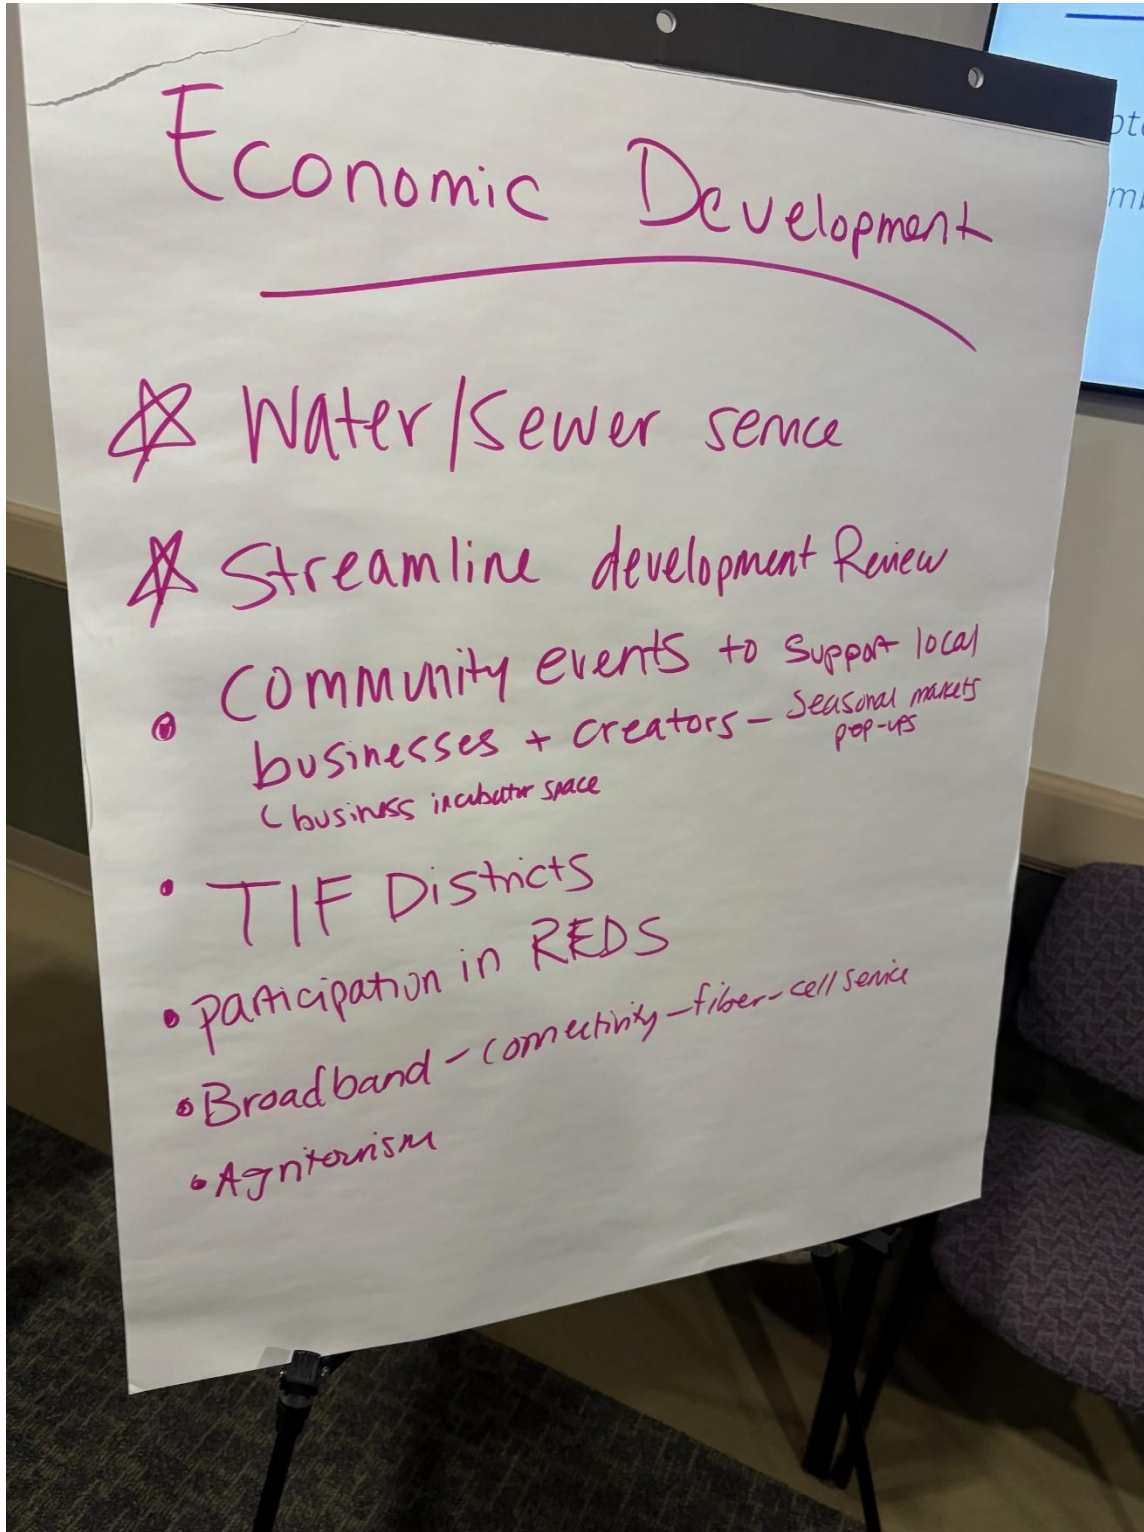 Economic Development
Water/Sewer service
Streamline development Review
Community events to support local
businesses + creators - seasonal markets
pop-ups
business incubator space
TIF Districts
participation in REDS
Broadband - connectivity - fiber - cell service
Agritourism